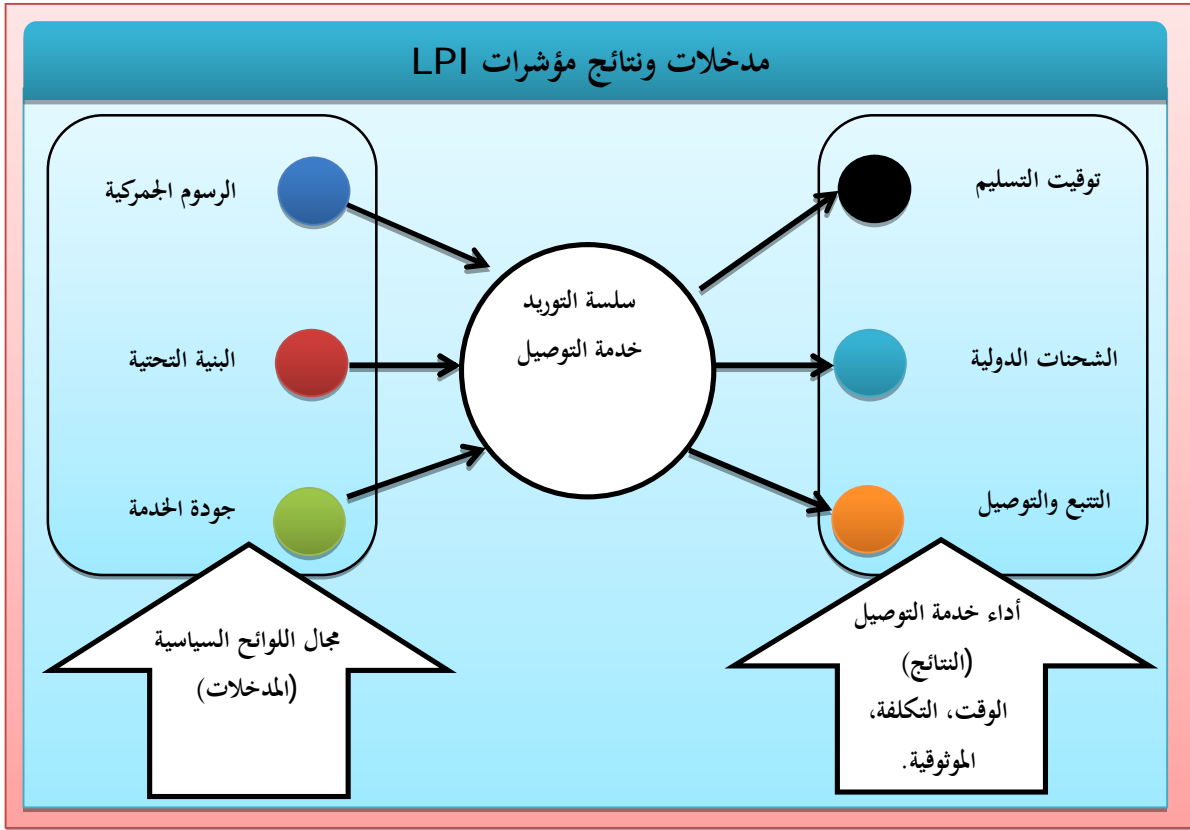 مدخلات ونتائج مؤشرات LPI
توقيت التسليم
الشحنات الدولية
التتبع والتوصيل
سلسة التوريد
خدمة التوصيل
الرسوم الجمركية
البنية التحتية
جودة الخدمة
أداء خدمة التوصيل
(النتائج)
الوقت، التكلفة،
الموثوقية.
مجال اللوائح السياسية
(المدخلات)